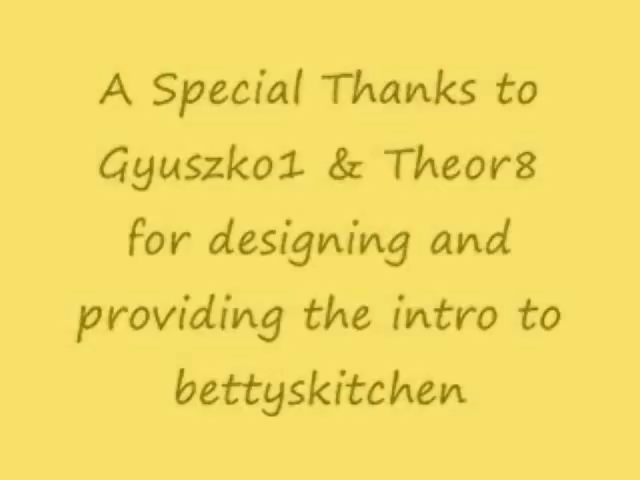 A Special Thanks to
Gyuszko1 & Theor8
for designing and
providing the intro to
bettyskitchen